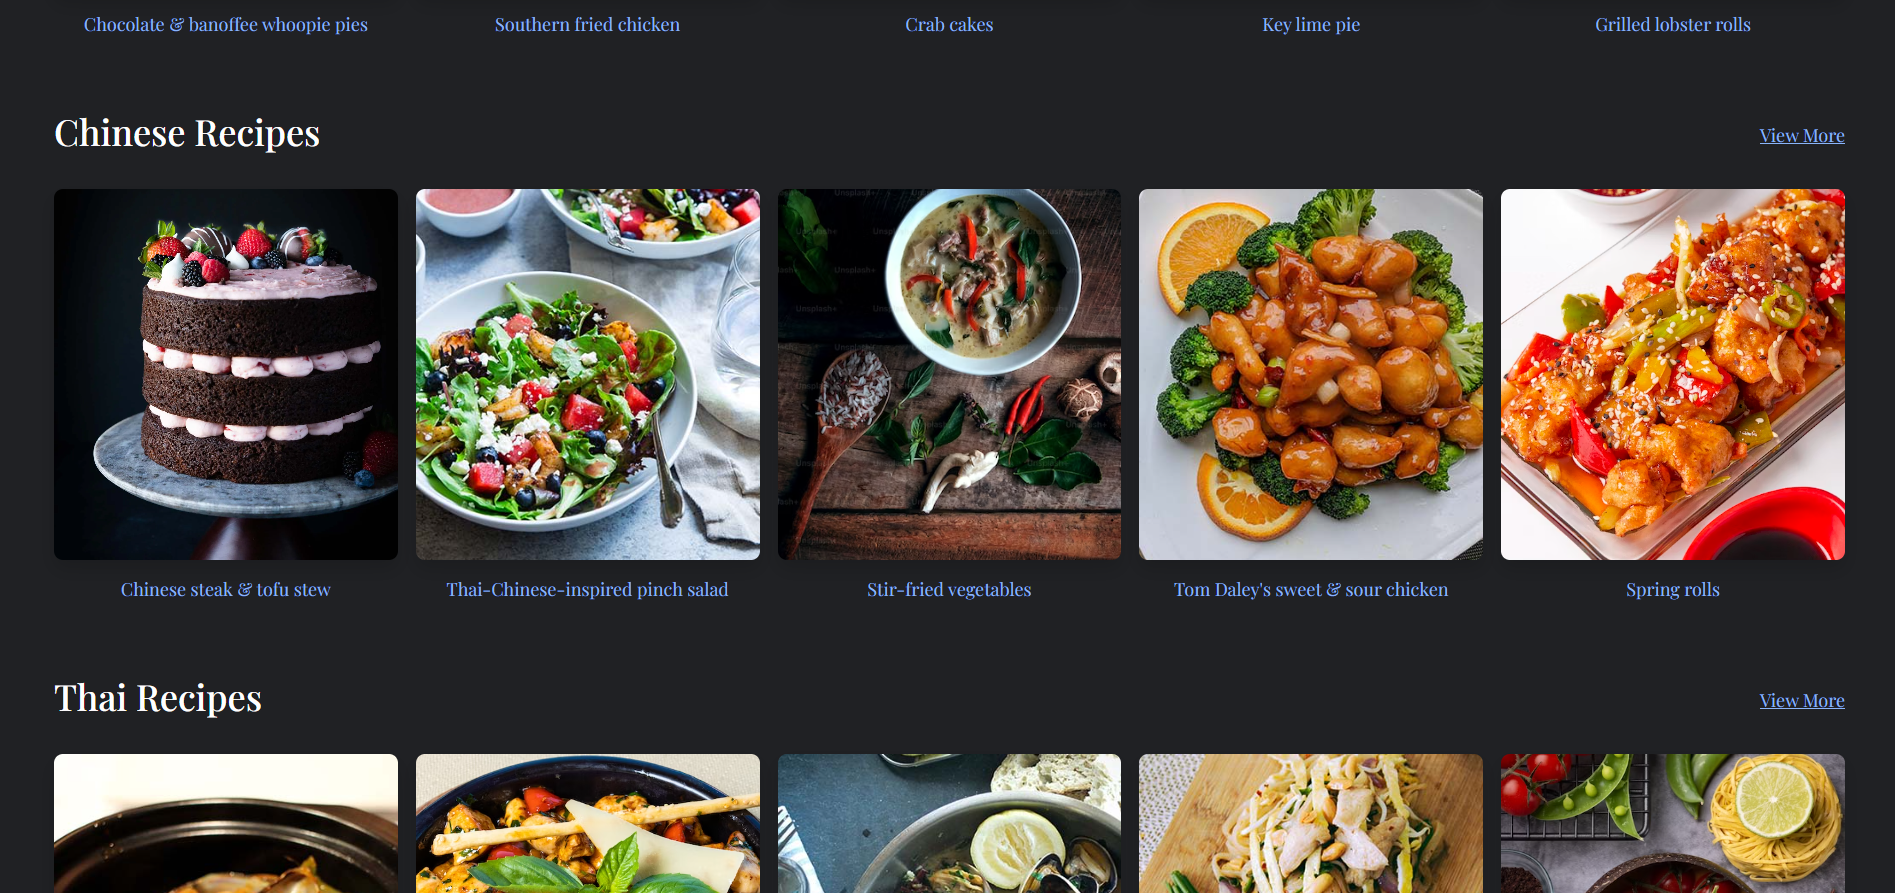 Chocolate & banoffee whoopie pies
Southern fried chicken
Crab cakes
Key lime pie
Grilled lobster rolls
Chinese Recipes
View More
Unsplash+
Chinese steak & tofu stew
Thai-Chinese-inspired pinch salad
Stir-fried vegetables
Tom Daley's sweet & sour chicken
Spring rolls
Thai Recipes
View More